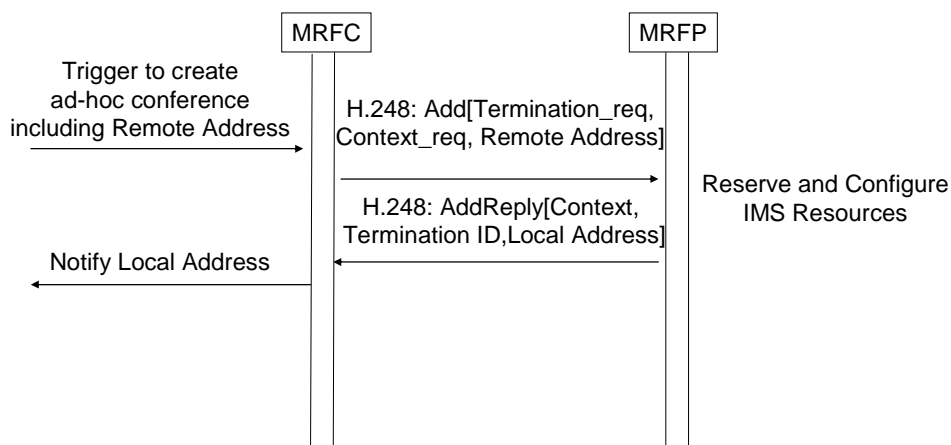 MRFC
MRFP
Trigger to create
ad-hoc conference
including Remote Address
H.248: Add[Termination_req,
Context_req, Remote Address]
Reserve and Configure
IMS Resources
H.248: AddReply[Context,
Termination ID,Local Address]
Notify Local Address